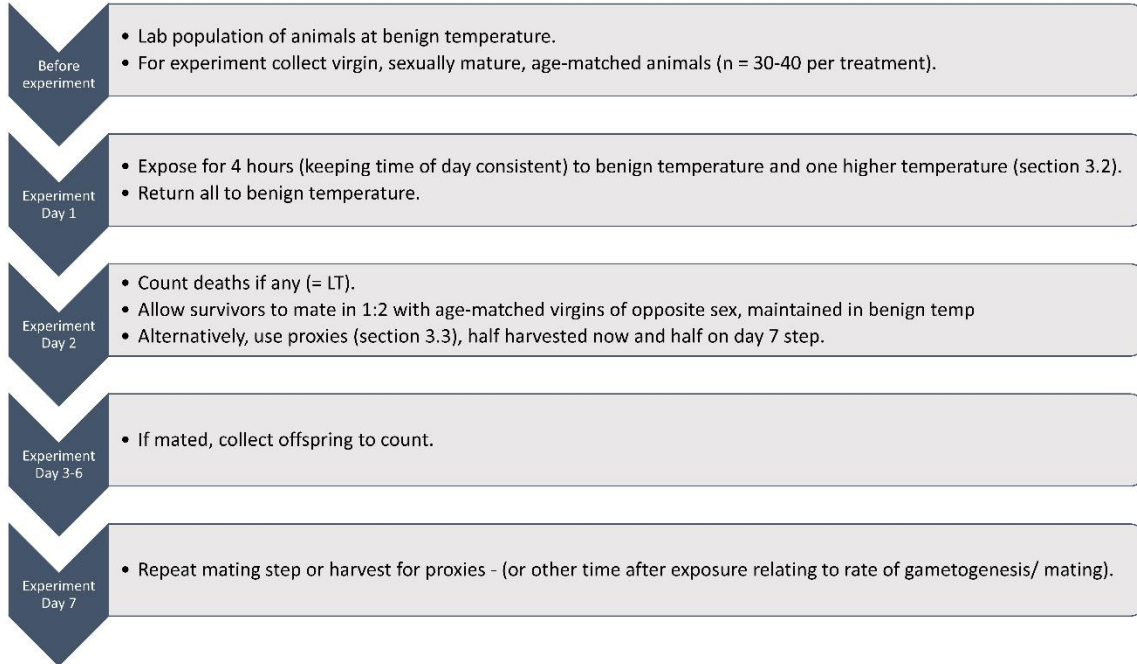 Before
experiment
• Lab population of animals at benign temperature.
• For experiment collect virgin, sexually mature, age-matched animals (n = 30-40 per treatment).
Experiment
Day 1
• Expose for 4 hours (keeping time of day consistent) to benign temperature and one higher temperature (section 3.2).
• Return all to benign temperature.
Experiment
Day 2
• Count deaths if any (= LT).
• Allow survivors to mate in 1:2 with age-matched virgins of opposite sex, maintained in benign temp
• Alternatively, use proxies (section 3.3), half harvested now and half on day 7 step.
Experiment
Day 3-6
• If mated, collect offspring to count.
Experiment
Day 7
• Repeat mating step or harvest for proxies - (or other time after exposure relating to rate of gametogenesis/ mating).